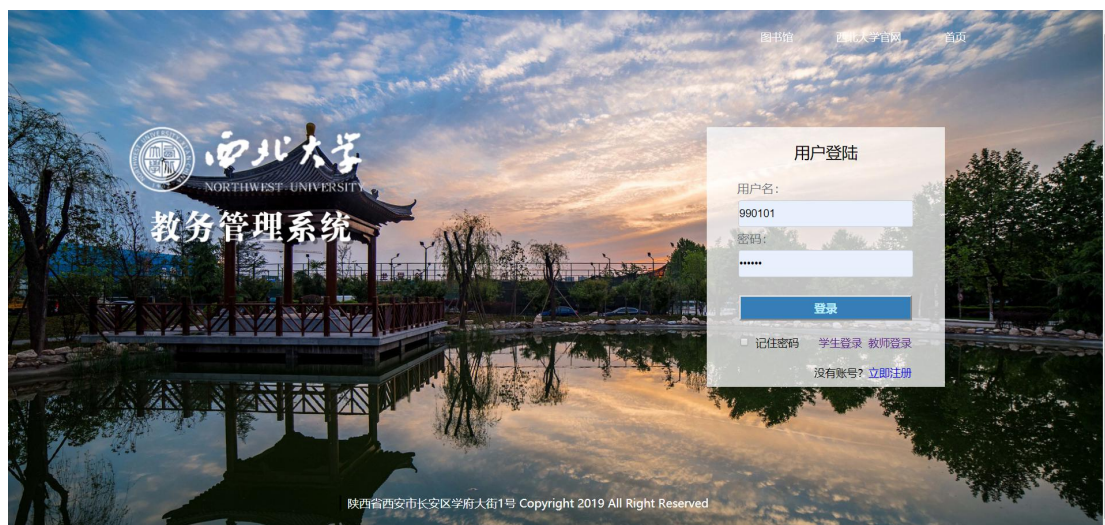 图书馆 西北大学官网 首页
西北大学
NORTHWEST UNIVERSITY
教务管理系统
用户登陆
用户名:
990101
密码:
••••••
登录
记住密码 学生登录 教师登录
没有账号? 立即注册
陕西省西安市长安区学府大街1号 Copyright 2019 All Right Reserved